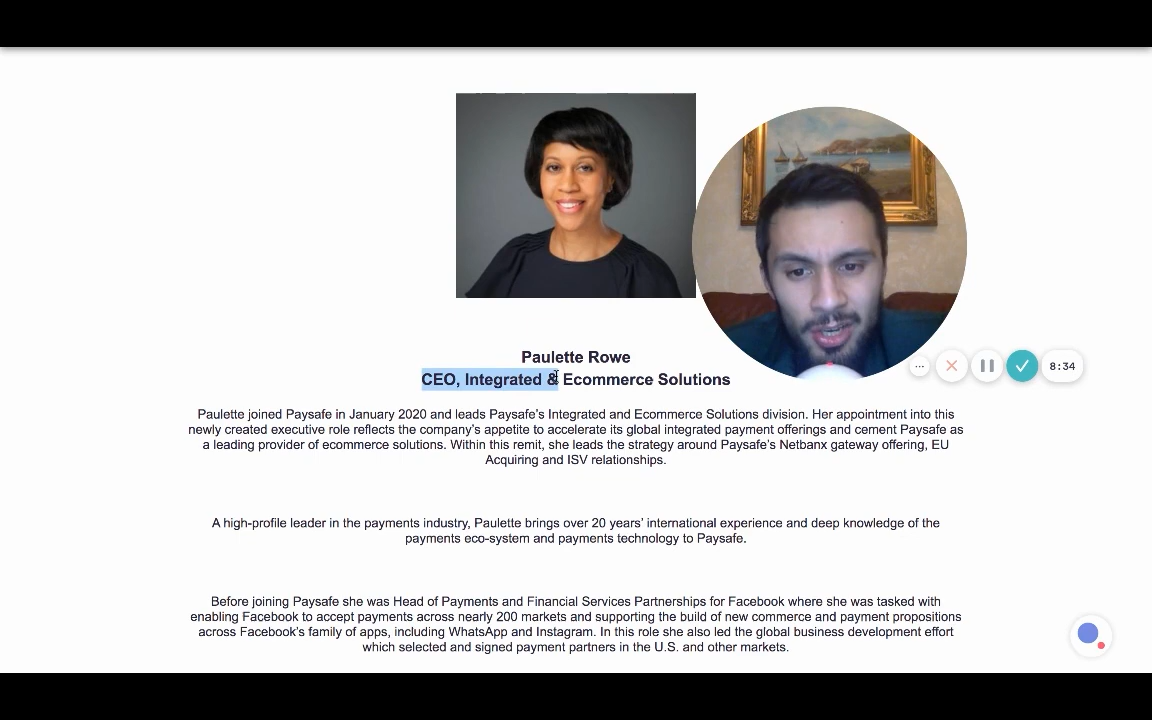 Paulette Rowe
CEO, Integrated & Ecommerce Solutions
8:34
Paulette joined Paysafe in January 2020 and leads Paysafe's Integrated and Ecommerce Solutions division. Her appointment into this
newly created executive role reflects the company's appetite to accelerate its global integrated payment offerings and cement Paysafe as
a leading provider of ecommerce solutions. Within this remit, she leads the strategy around Paysafe's Netbanx gateway offering, EU
Acquiring and ISV relationships.
A high-profile leader in the payments industry, Paulette brings over 20 years' international experience and deep knowledge of the
payments eco-system and payments technology to Paysafe.
Before joining Paysafe she was Head of Payments and Financial Services Partnerships for Facebook where she was tasked with
enabling Facebook to accept payments across nearly 200 markets and supporting the build of new commerce and payment propositions
across Facebook's family of apps, including WhatsApp and Instagram. In this role she also led the global business development effort
which selected and signed payment partners in the U.S. and other markets.